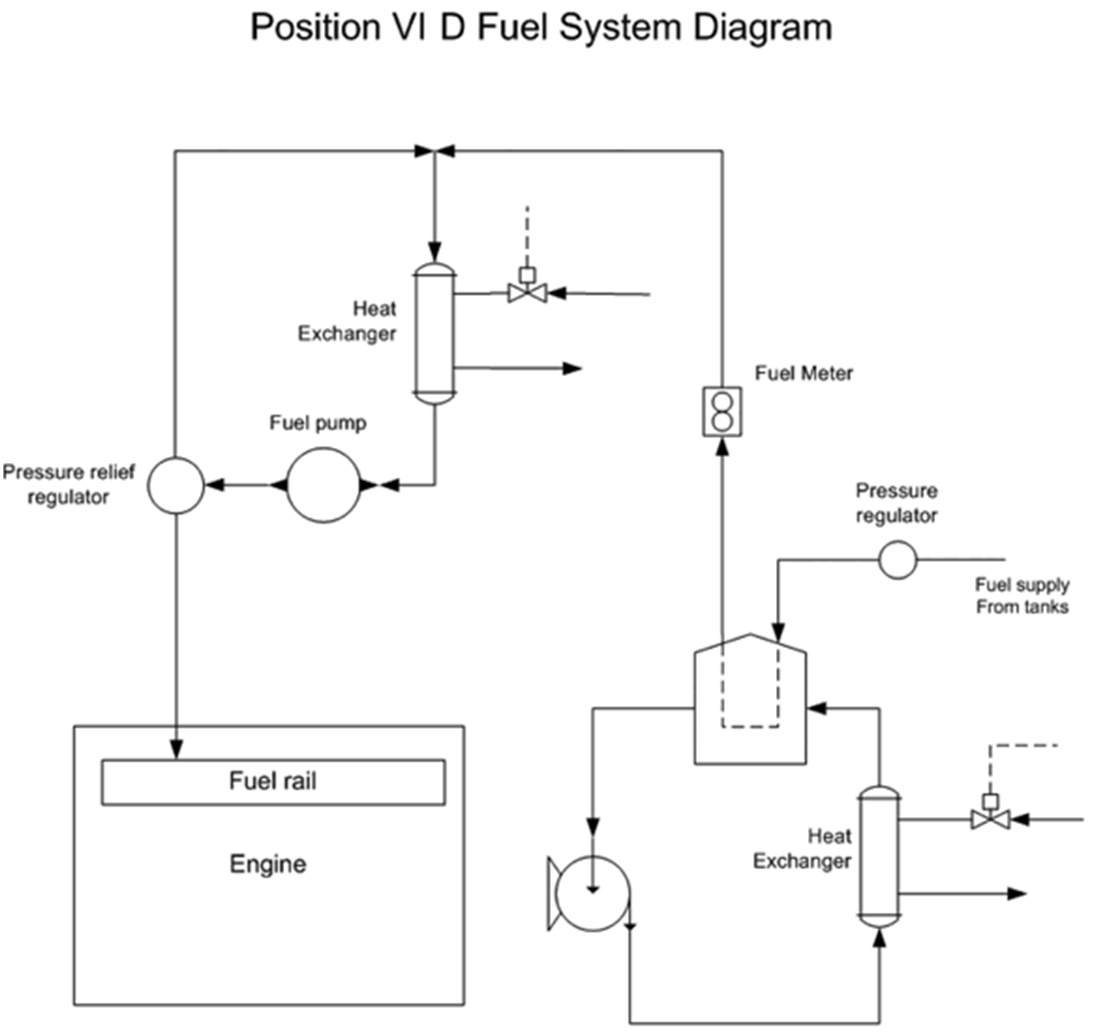 Position VI D Fuel System Diagram
Heat
Exchanger
Fuel Meter
Fuel pump
Pressure relief
regulator
Pressure
regulator
Fuel supply
From tanks
Fuel rail
Heat
Exchanger
Engine